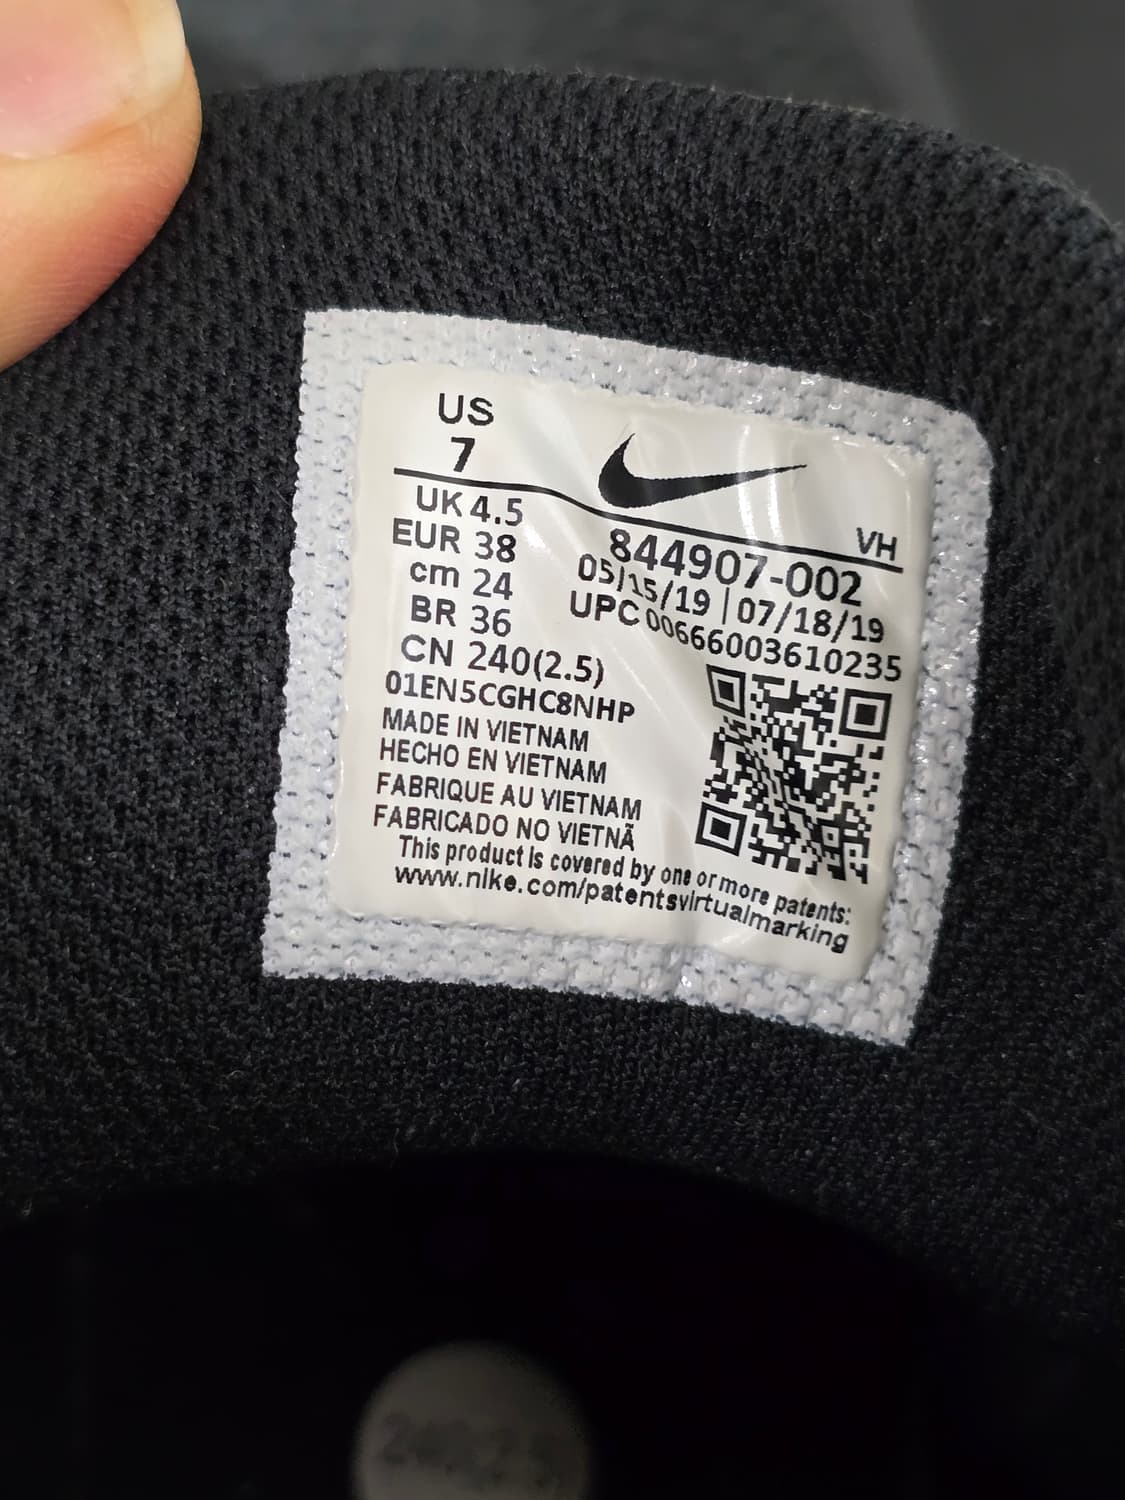 US
7
UK 4.5
EUR 38
cm 24
BR 36
CN 240(2.5)
VH
844907-002
05/15/19 | 07/18/19
UPC 00666003610235
01EN5CGHC8NHP
MADE IN VIETNAM
HECHO EN VIETNAM
FABRIQUE AU VIETNAM
FABRICADO NO VIETNÃ
This product is covered by one or more patents:
www.nike.com/patentsvirtualmarking